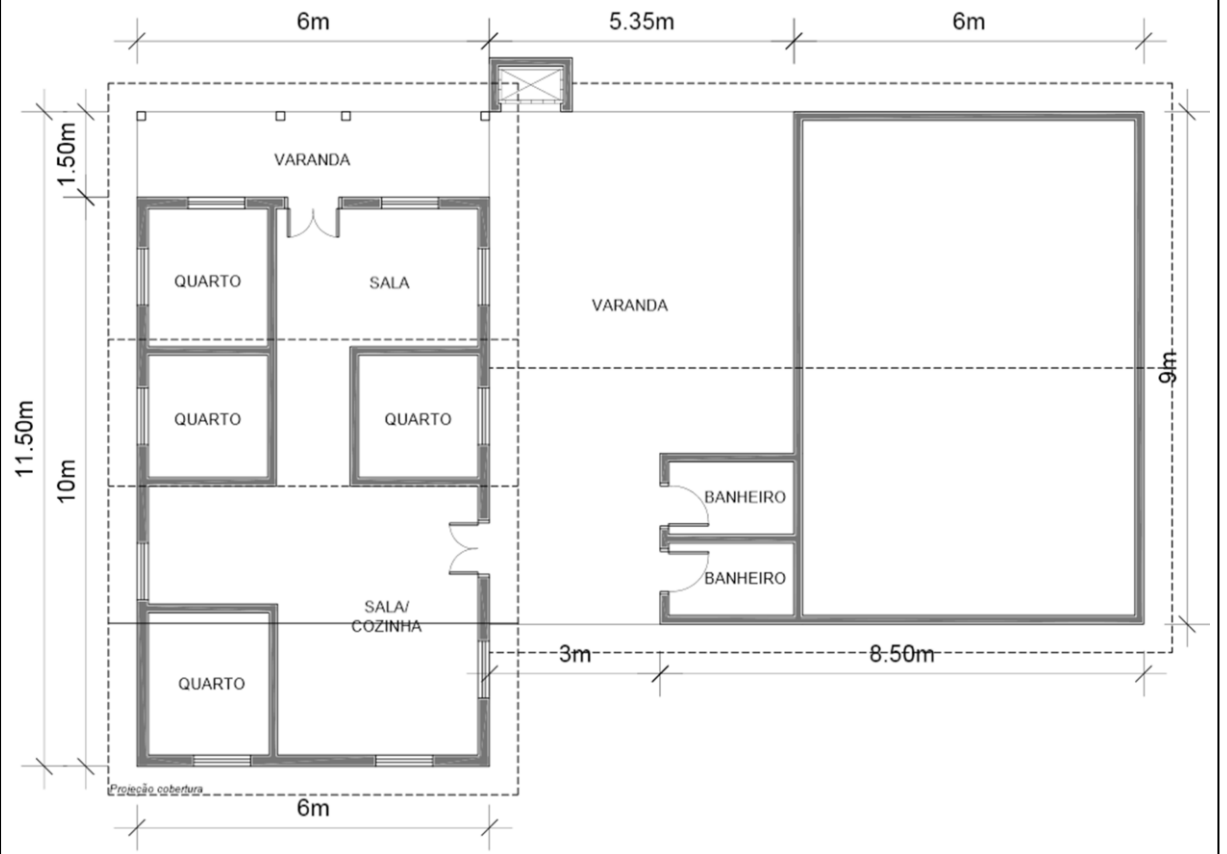 6m
5.35m
6m
1.50m
VARANDA
QUARTO
SALA
VARANDA
9m
11.50m
10m
QUARTO
QUARTO
BANHEIRO
BANHEIRO
SALA/
COZINHA
3m
8.50m
QUARTO
Projeção cobertura
6m